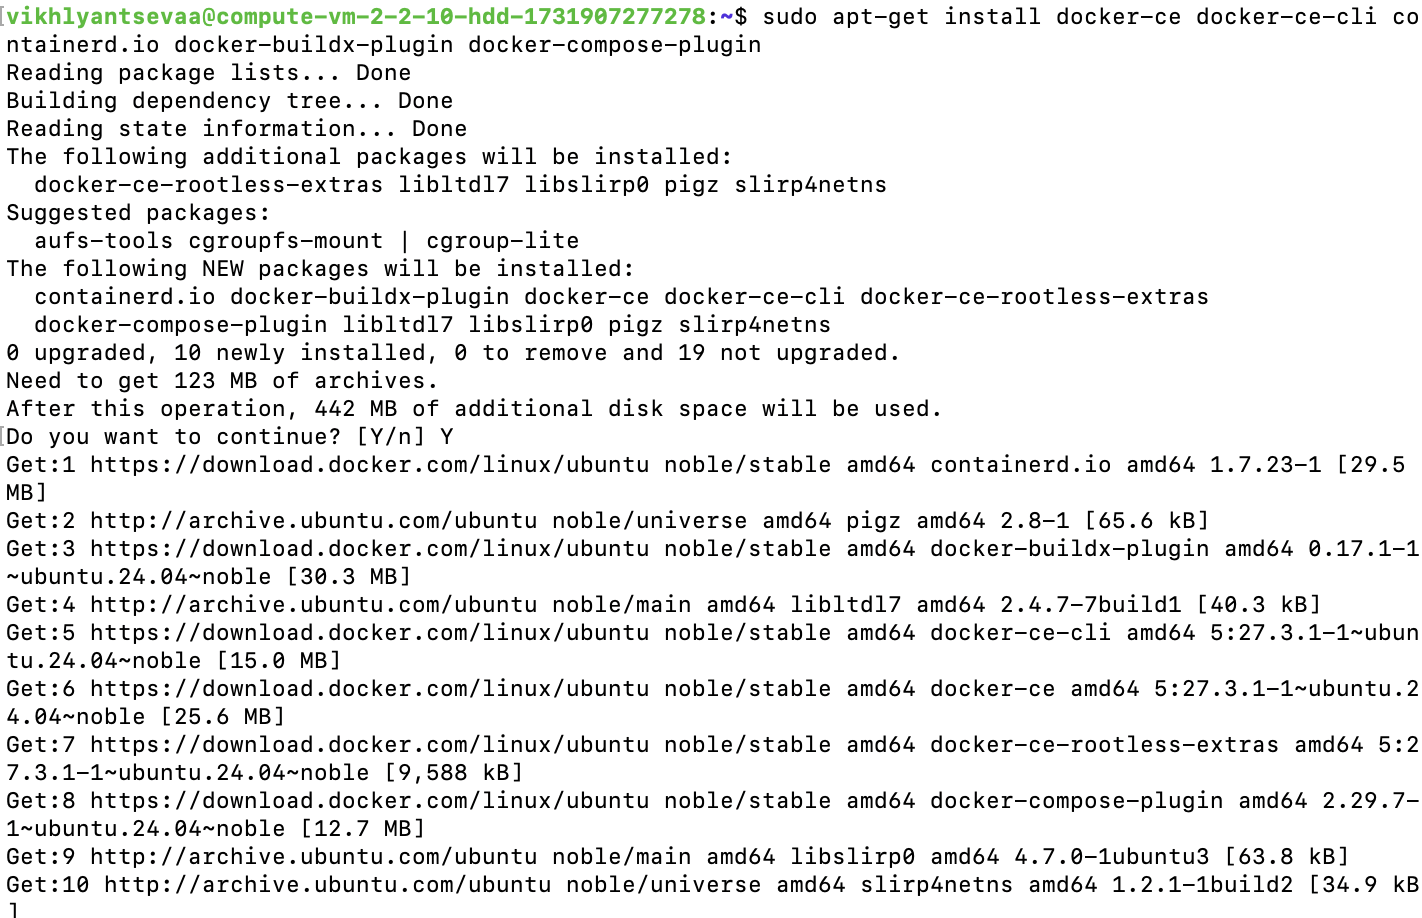 vikhlyantsevaa@compute-vm-2-2-10-hdd-1731907277278:~$ sudo apt-get install docker-ce docker-ce-cli co
ntainerd.io docker-buildx-plugin docker-compose-plugin
Reading package lists... Done
Building dependency tree... Done
Reading state information... Done
The following additional packages will be installed:
  docker-ce-rootless-extras libltdl7 libslirp0 pigz slirp4netns
Suggested packages:
  aufs-tools cgroupfs-mount | cgroup-lite
The following NEW packages will be installed:
  containerd.io docker-buildx-plugin docker-ce docker-ce-cli docker-ce-rootless-extras
  docker-compose-plugin libltdl7 libslirp0 pigz slirp4netns
0 upgraded, 10 newly installed, 0 to remove and 19 not upgraded.
Need to get 123 MB of archives.
After this operation, 442 MB of additional disk space will be used.
Do you want to continue? [Y/n] Y
Get:1 https://download.docker.com/linux/ubuntu noble/stable amd64 containerd.io amd64 1.7.23-1 [29.5
MB]
Get:2 http://archive.ubuntu.com/ubuntu noble/universe amd64 pigz amd64 2.8-1 [65.6 kB]
Get:3 https://download.docker.com/linux/ubuntu noble/stable amd64 docker-buildx-plugin amd64 0.17.1-1
~ubuntu.24.04~noble [30.3 MB]
Get:4 http://archive.ubuntu.com/ubuntu noble/main amd64 libltdl7 amd64 2.4.7-7build1 [40.3 kB]
Get:5 https://download.docker.com/linux/ubuntu noble/stable amd64 docker-ce-cli amd64 5:27.3.1-1~ubun
tu.24.04~noble [15.0 MB]
Get:6 https://download.docker.com/linux/ubuntu noble/stable amd64 docker-ce amd64 5:27.3.1-1~ubuntu.2
4.04~noble [25.6 MB]
Get:7 https://download.docker.com/linux/ubuntu noble/stable amd64 docker-ce-rootless-extras amd64 5:2
7.3.1-1~ubuntu.24.04~noble [9,588 kB]
Get:8 https://download.docker.com/linux/ubuntu noble/stable amd64 docker-compose-plugin amd64 2.29.7-
1~ubuntu.24.04~noble [12.7 MB]
Get:9 http://archive.ubuntu.com/ubuntu noble/main amd64 libslirp0 amd64 4.7.0-1ubuntu3 [63.8 kB]
Get:10 http://archive.ubuntu.com/ubuntu noble/universe amd64 slirp4netns amd64 1.2.1-1build2 [34.9 kB
]